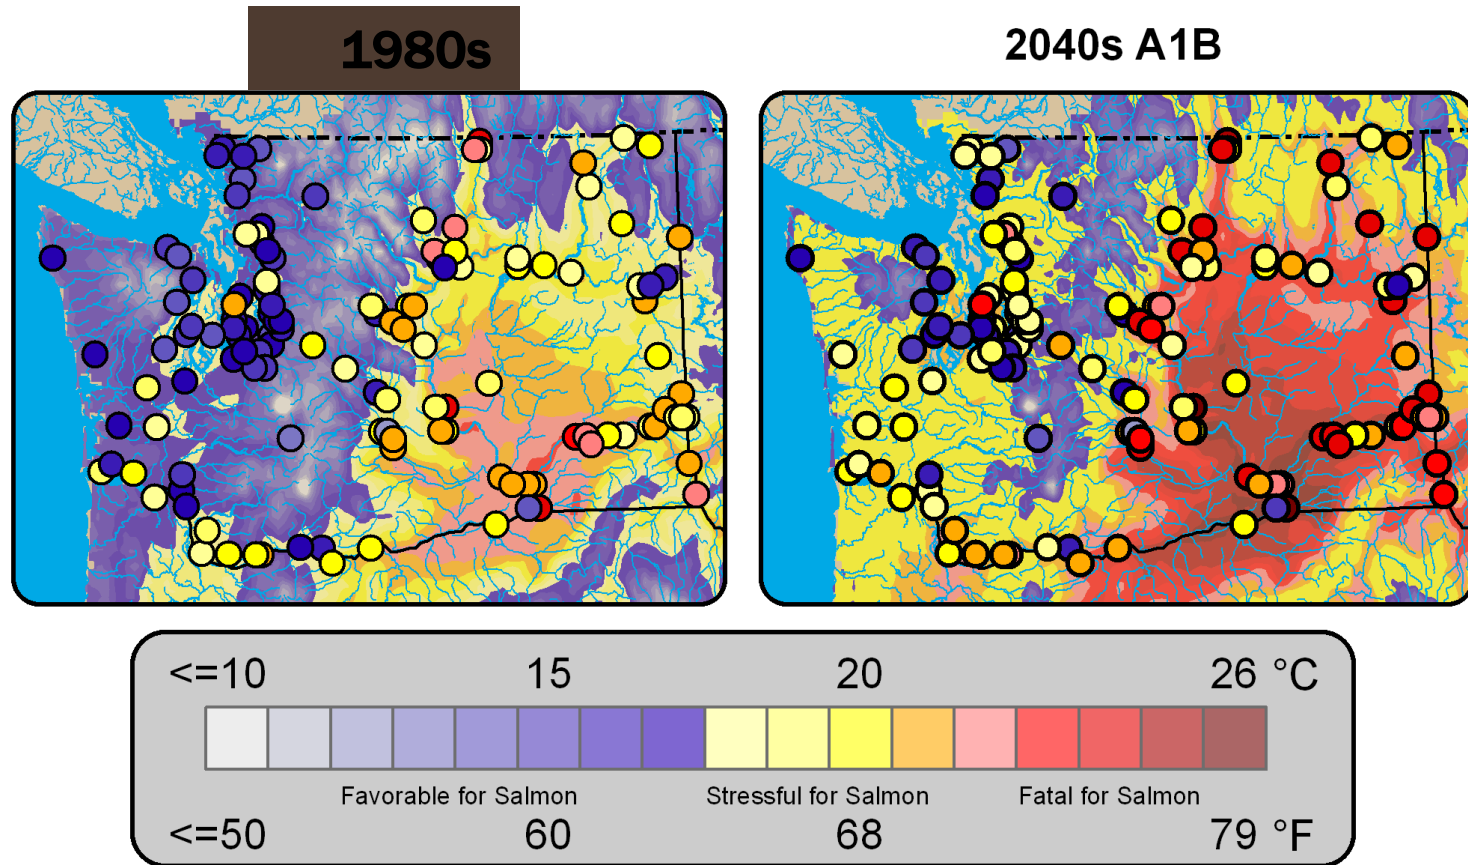 1980s
2040s A1B
<=10 15 20 26 °C
Favorable for Salmon Stressful for Salmon Fatal for Salmon
<=50 60 68 79 °F